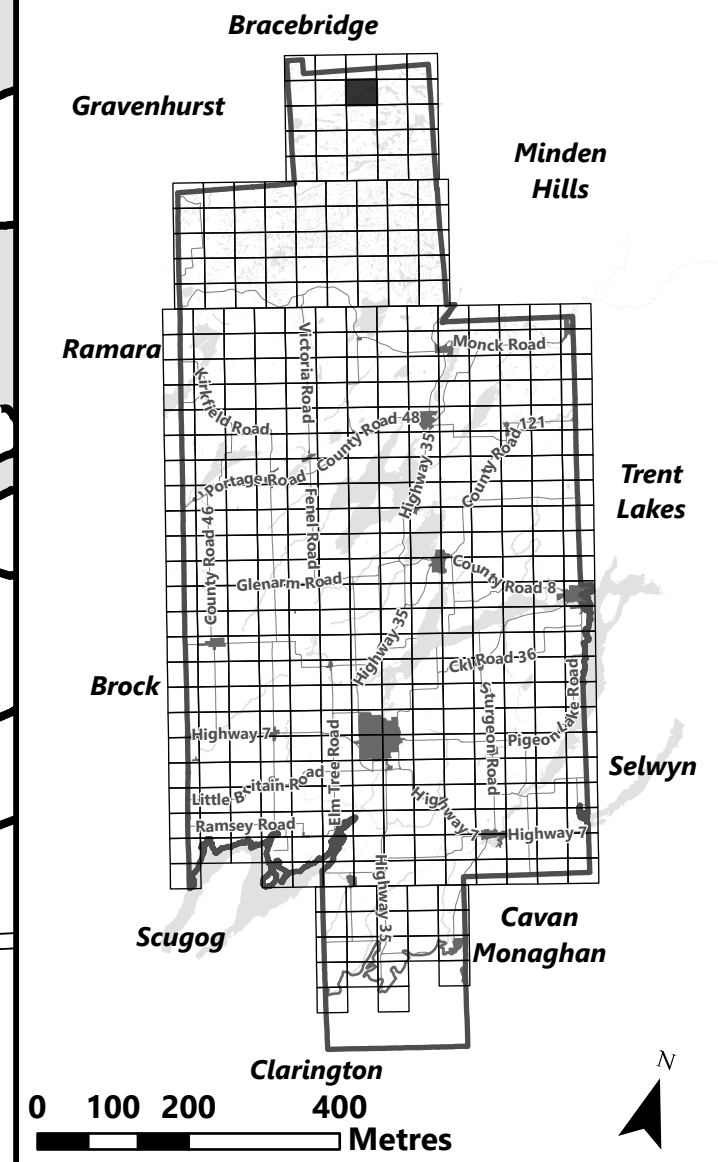 Bracebridge
Gravenhurst
Minden
Hills
Ramara
Victoria Road
Monck Road
Kirkfield Road
County Road 48
Highway 35
County Road 121
Portage Road
Trent
Lakes
County Road 46
Fenel Road
Glenarm Road
County Road 8
Highway 35
Ckl Road 36
Brock
Sturgeon Road
Pigeon Lake Road
Highway 7
Elm Tree Road
Selwyn
Little Britain Road
Highway 7
Ramsey Road
Highway 7
Highway 35
Scugog
Cavan
Monaghan
Clarington
N
0 100 200 400
Metres